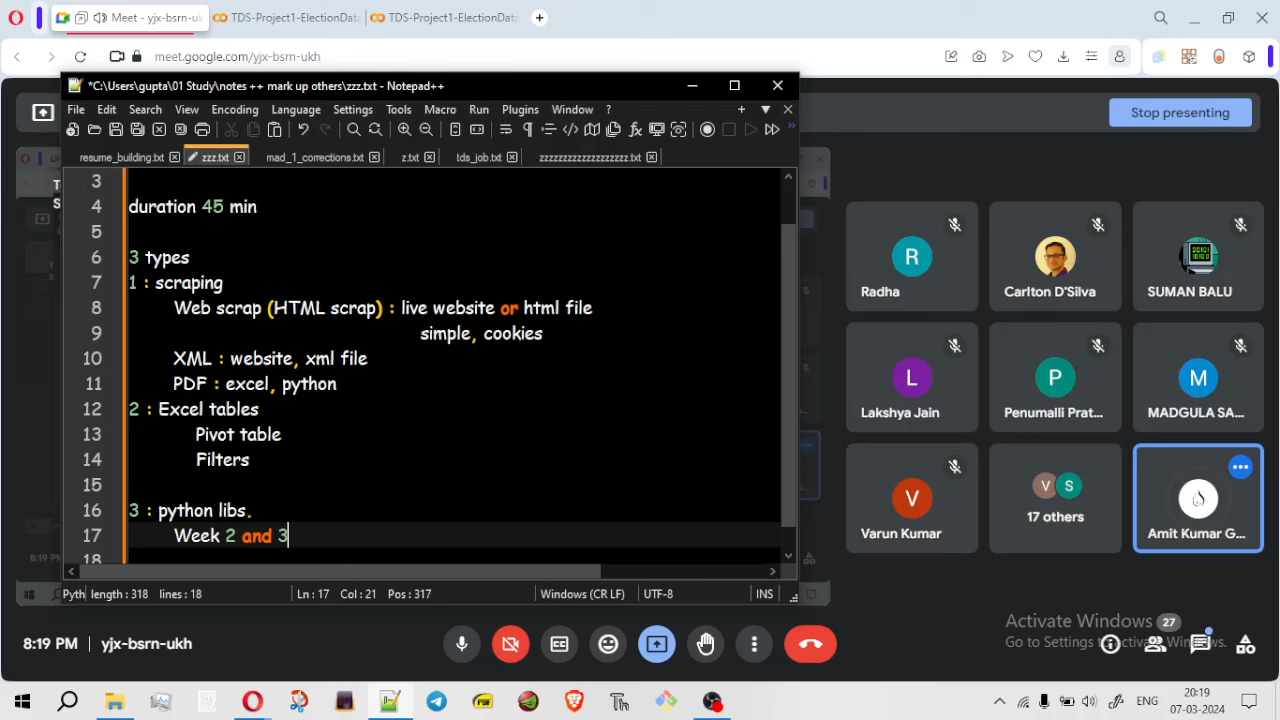 Meet - yjx-bsrn-uk
TDS-Project1-ElectionData
TDS-Project1-ElectionData
meet.google.com/yjx-bsrn-ukh
*C:\Users\gupta\01 Study\notes ++ mark up others\zzz.txt - Notepad++
File Edit Search View Encoding Language Settings Tools Macro Run Plugins Window ?
resume_building.txt zzz.txt mad_1_corrections.txt z.txt tds_job.txt zzzzzzzzzzzzzzzzzzz.txt
3
4 duration 45 min
5
6 3 types
7 1 : scraping
8 Web scrap (HTML scrap) : live website or html file
9 simple, cookies
10 XML : website, xml file
11 PDF : excel, python
12 2 : Excel tables
13 Pivot table
14 Filters
15
16 3 : python libs.
17 Week 2 and 3
18
Pyth length : 318 lines : 18 Ln : 17 Col : 21 Pos : 317 Windows (CR LF) UTF-8 INS
Stop presenting
R
Radha
Carlton D'Silva
SUMAN BALU
L
Lakshya Jain
P
Penumalli Prat...
M
MADGULA SA...
V
Varun Kumar
V S
17 others
Amit Kumar G...
8:19 PM | yjx-bsrn-ukh
Activate Windows
Go to Settings to activate Windows.
27
ENG
20:19
07-03-2024